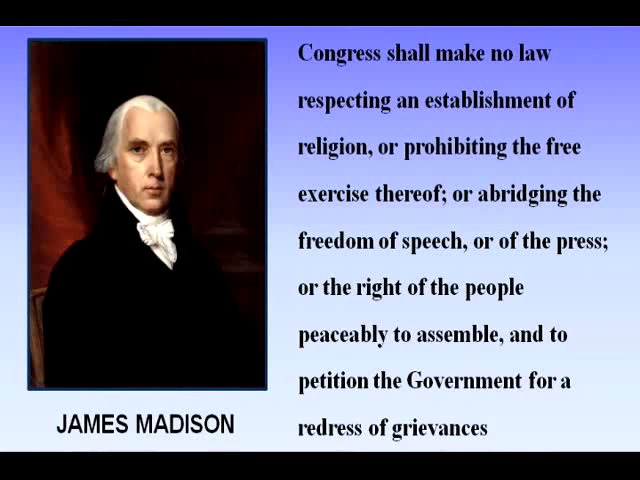 Congress shall make no law
respecting an establishment of
religion, or prohibiting the free
exercise thereof; or abridging the
freedom of speech, or of the press;
or the right of the people
peaceably to assemble, and to
petition the Government for a
redress of grievances
JAMES MADISON